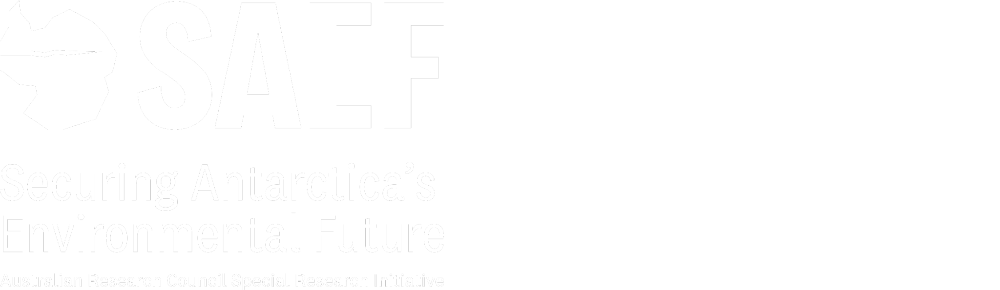 SAEF
Securing Antarctica’s
Environmental Future
Australian Research Council Special Research Initiative